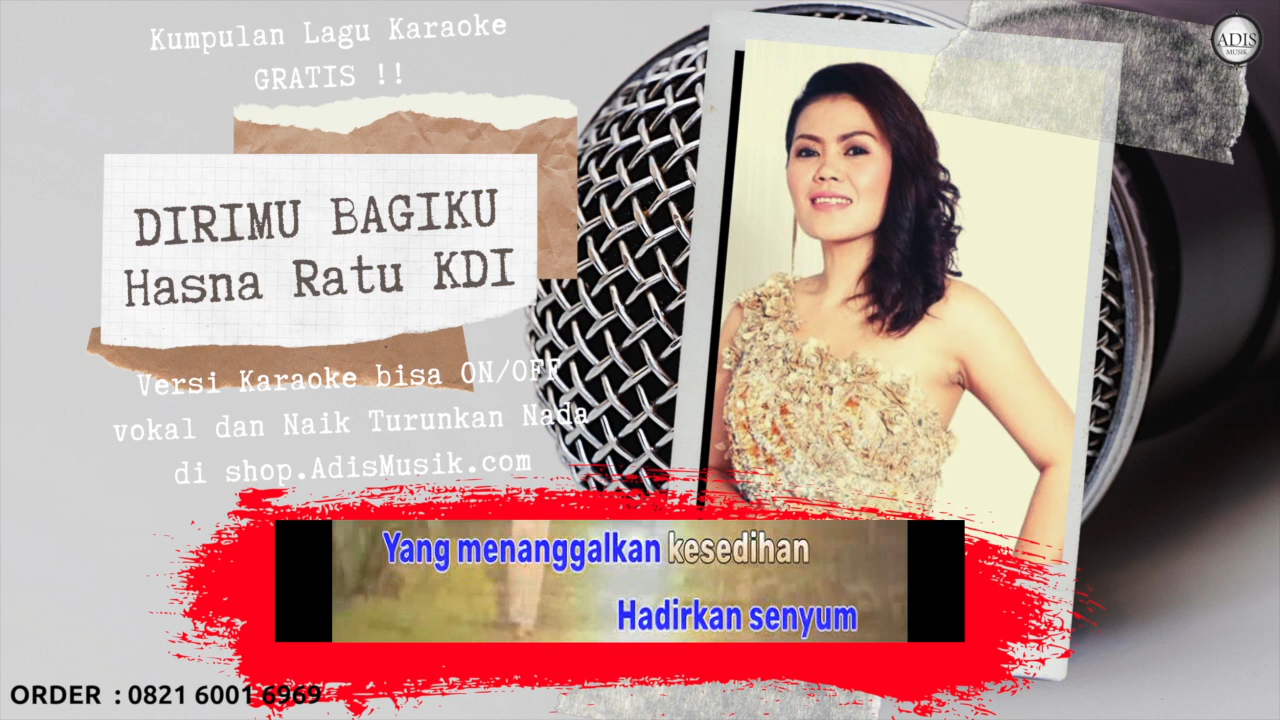 Kumpulan Lagu Karaoke
GRATIS !!
ADIS
MUSIK
DIRIMU BAGIKU
Hasna Ratu KDI
Versi Karaoke bisa ON/OFF
vokal dan Naik Turunkan Nada
di shop.AdisMusik.com
Yang menanggalkan kesedihan
Hadirkan senyum
ORDER : 0821 6001 6969